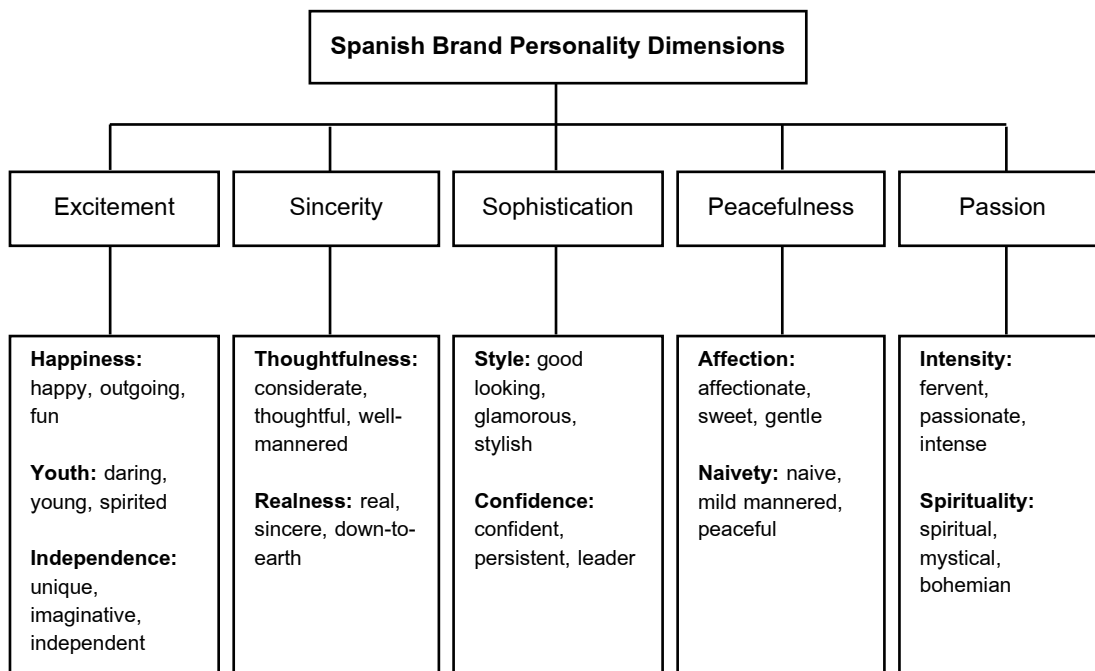 Spanish Brand Personality Dimensions
Excitement
Sincerity
Sophistication
Peacefulness
Passion
Happiness:
happy, outgoing,
fun
Youth: daring,
young, spirited
Independence:
unique,
imaginative,
independent
Thoughtfulness:
considerate,
thoughtful, well-
mannered
Realness: real,
sincere, down-to-
earth
Style: good
looking,
glamorous,
stylish
Confidence:
confident,
persistent, leader
Affection:
affectionate,
sweet, gentle
Naivety: naive,
mild mannered,
peaceful
Intensity:
fervent,
passionate,
intense
Spirituality:
spiritual,
mystical,
bohemian